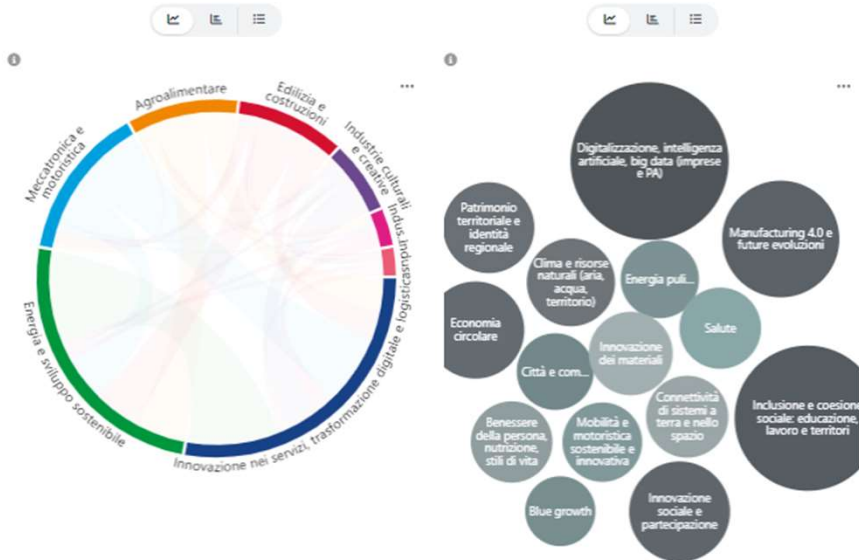 Agroalimentare
Edilizia e
costruzioni
Industrie culturali
e creative
Meccatronica e
motoristica
Energia e sviluppo sostenibile
Innovazione nei servizi, trasformazione digitale e logistica
Digitalizzazione, intelligenza
artificiale, big data (imprese
e PA)
Patrimonio
territoriale e
identità
regionale
Manufacturing 4.0 e
future evoluzioni
Clima e risorse
naturali (aria,
acqua,
territorio)
Energia puli...
Economia
circolare
Salute
Innovazione
dei materiali
Città e com...
Inclusione e coesione
sociale: educazione,
lavoro e territori
Connettività
di sistemi a
terra e nello
spazio
Benessere
della persona,
nutrizione,
stili di vita
Mobilità e
motoristica
sostenibile e
innovativa
Blue growth
Innovazione
sociale e
partecipazione